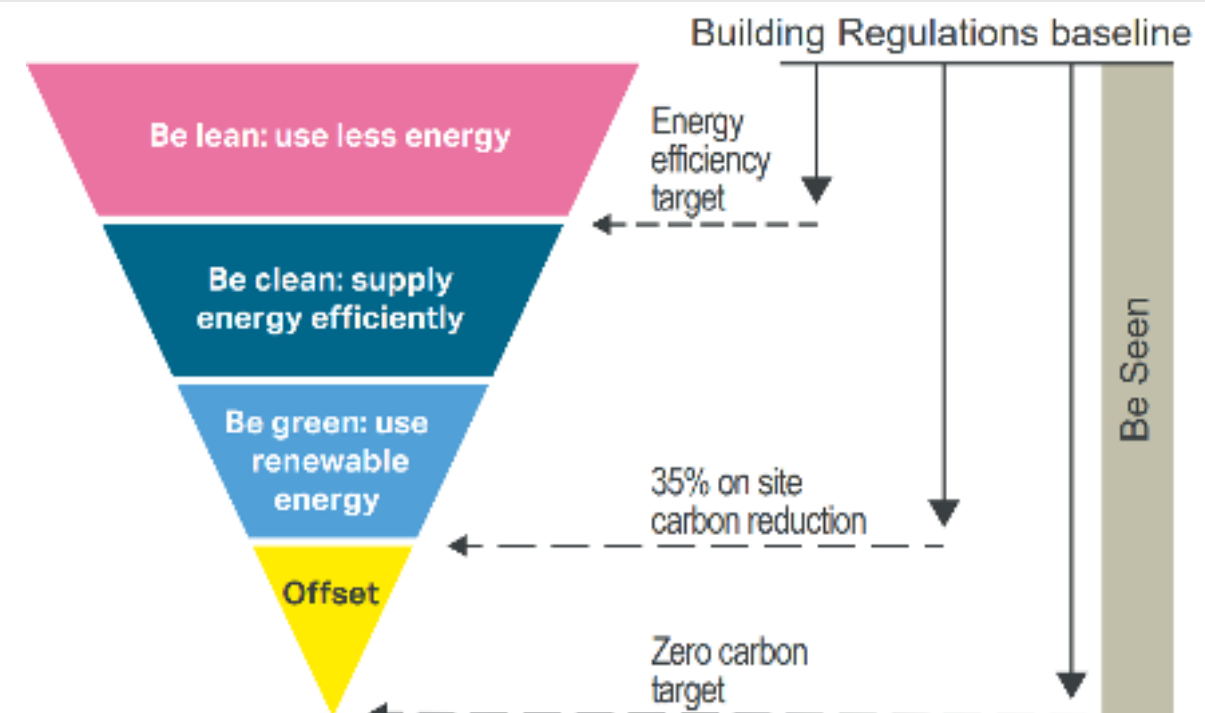 Building Regulations baseline
Be lean: use less energy
Energy
efficiency
target
Be clean: supply
energy efficiently
Be Seen
Be green: use
renewable
energy
35% on site
carbon reduction
Offset
Zero carbon
target